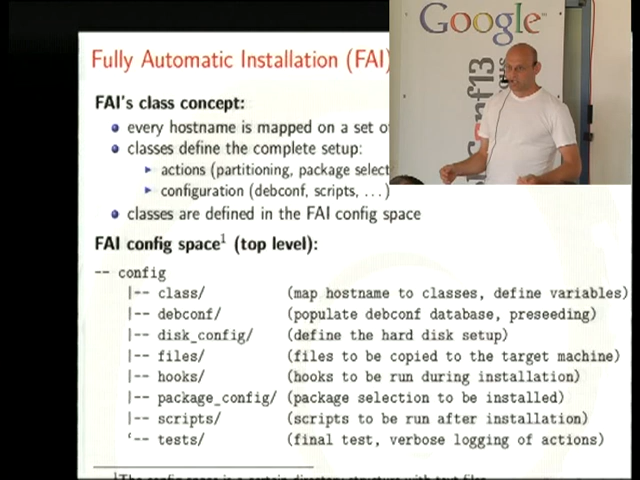 Fully Automatic Installation (FAI)
Google
nf13
FAI's class concept:
every hostname is mapped on a set
classes define the complete setup:
actions (partitioning, package select
configuration (debconf, scripts, ...)
classes are defined in the FAI config space
FAI config space1 (top level):
-- config
|-- class/ (map hostname to classes, define variables)
|-- debconf/ (populate debconf database, preseeding)
|-- disk_config/ (define the hard disk setup)
|-- files/ (files to be copied to the target machine)
|-- hooks/ (hooks to be run during installation)
|-- package_config/ (package selection to be installed)
|-- scripts/ (scripts to be run after installation)
‘-- tests/ (final test, verbose logging of actions)